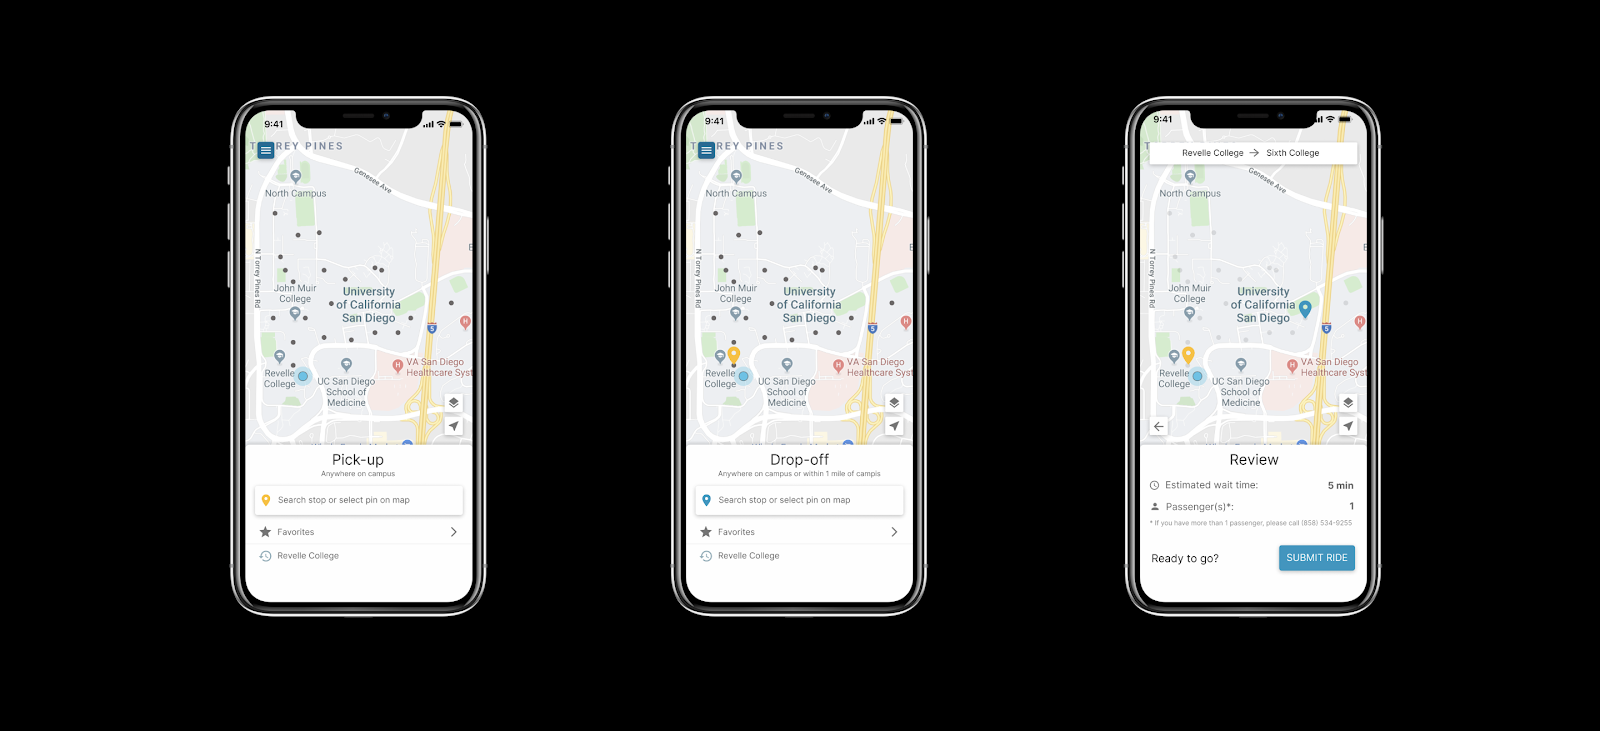 9:41
T REY PINES
Genesee Ave
North Campus
N Torrey Pines Rd
John Muir
College
University
of California
San Diego
5
H
H
VA San Diego
Healthcare Syst
Revelle
College
UC San Diego
School of
Medicine
Pick-up
Anywhere on campus
Search stop or select pin on map
Favorites
Revelle College
9:41
T REY PINES
Genesee Ave
North Campus
N Torrey Pines Rd
John Muir
College
University
of California
San Diego
5
H
H
VA San Diego
Healthcare Syst
Revelle
College
UC San Diego
School of
Medicine
Drop-off
Anywhere on campus or within 1 mile of campis
Search stop or select pin on map
Favorites
Revelle College
9:41
T
Revelle College → Sixth College
Genesee Ave
North Campus
N Torrey Pines Rd
John Muir
College
University
of California
San Diego
5
H
H
VA San Diego
Healthcare Syst
Revelle
College
UC San Diego
School of
Medicine
Review
Estimated wait time: 5 min
Passenger(s)*: 1
* If you have more than 1 passenger, please call (858) 534-9255
Ready to go? SUBMIT RIDE